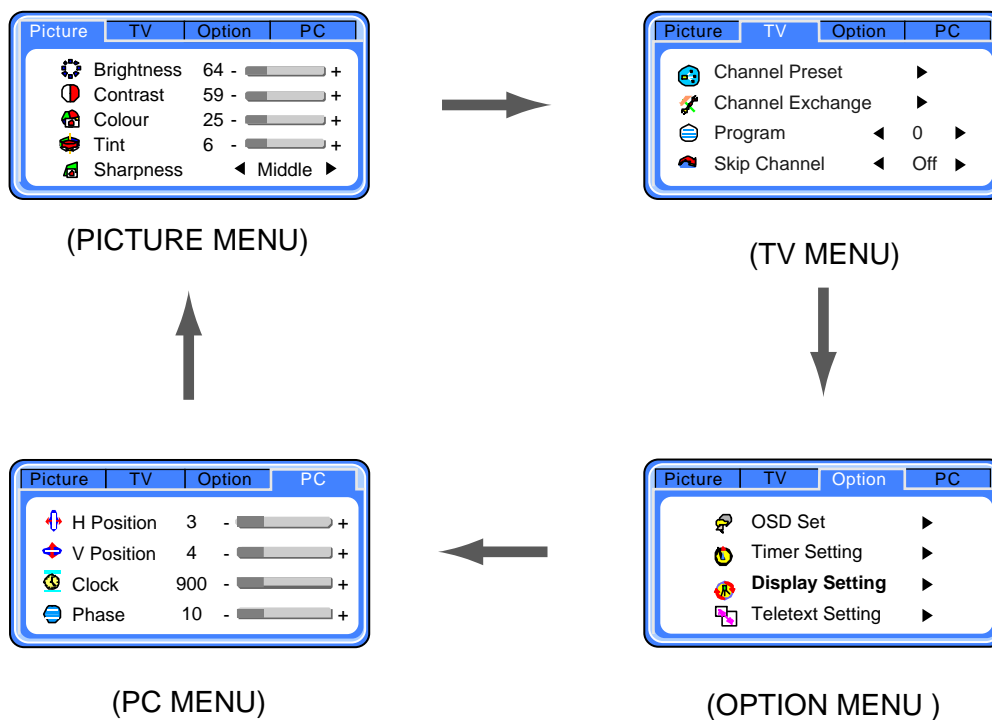 Picture TV Option PC
Brightness 64 - +
Contrast 59 - +
Colour 25 - +
Tint 6 - +
Sharpness Middle
(PICTURE MENU)
Picture TV Option PC
Channel Preset
Channel Exchange
Program 0
Skip Channel Off
(TV MENU)
Picture TV Option PC
H Position 3 - +
V Position 4 - +
Clock 900 - +
Phase 10 - +
(PC MENU)
Picture TV Option PC
OSD Set
Timer Setting
Display Setting
Teletext Setting
(OPTION MENU )